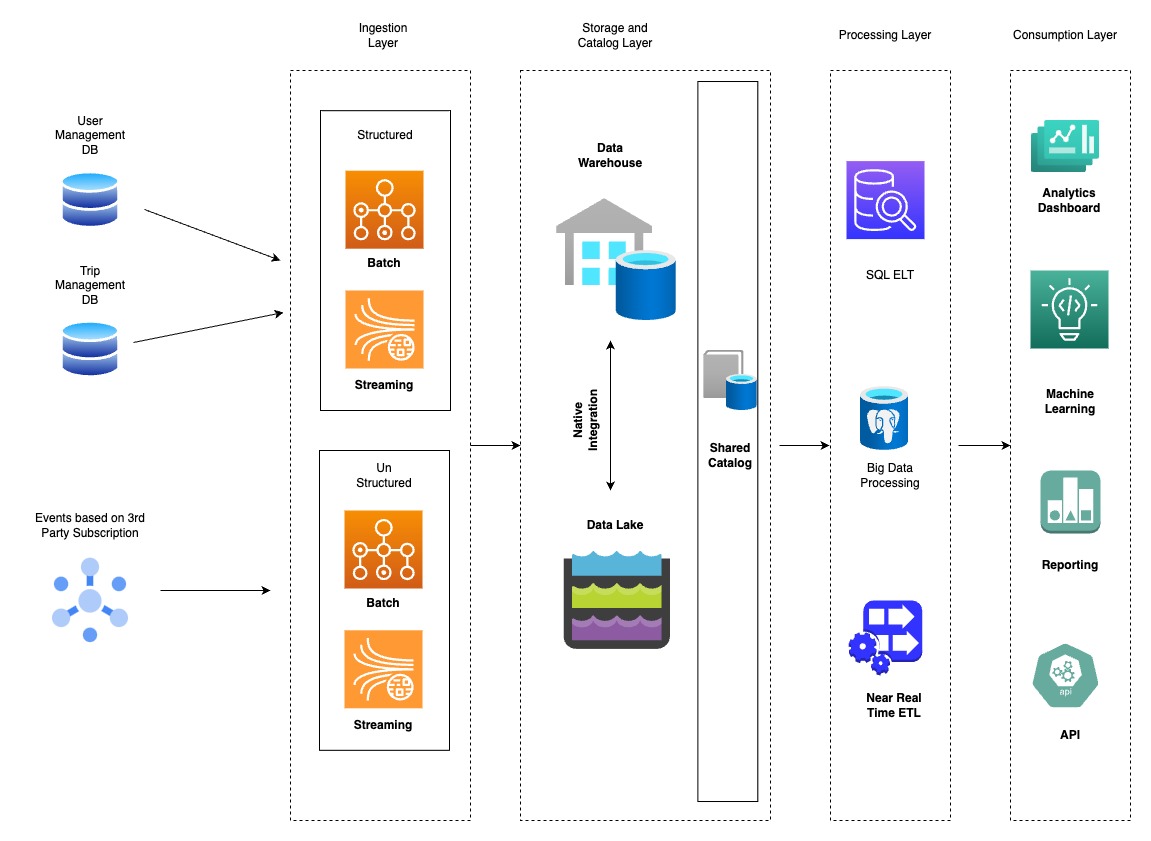 Ingestion
Layer
Storage and
Catalog Layer
Processing Layer
Consumption Layer
User
Management
DB
Trip
Management
DB
Events based on 3rd
Party Subscription
Structured
Batch
Streaming
Un
Structured
Batch
Streaming
Data
Warehouse
Native
Integration
Data Lake
Shared
Catalog
SQL ELT
Big Data
Processing
Near Real
Time ETL
Analytics
Dashboard
Machine
Learning
Reporting
api
API